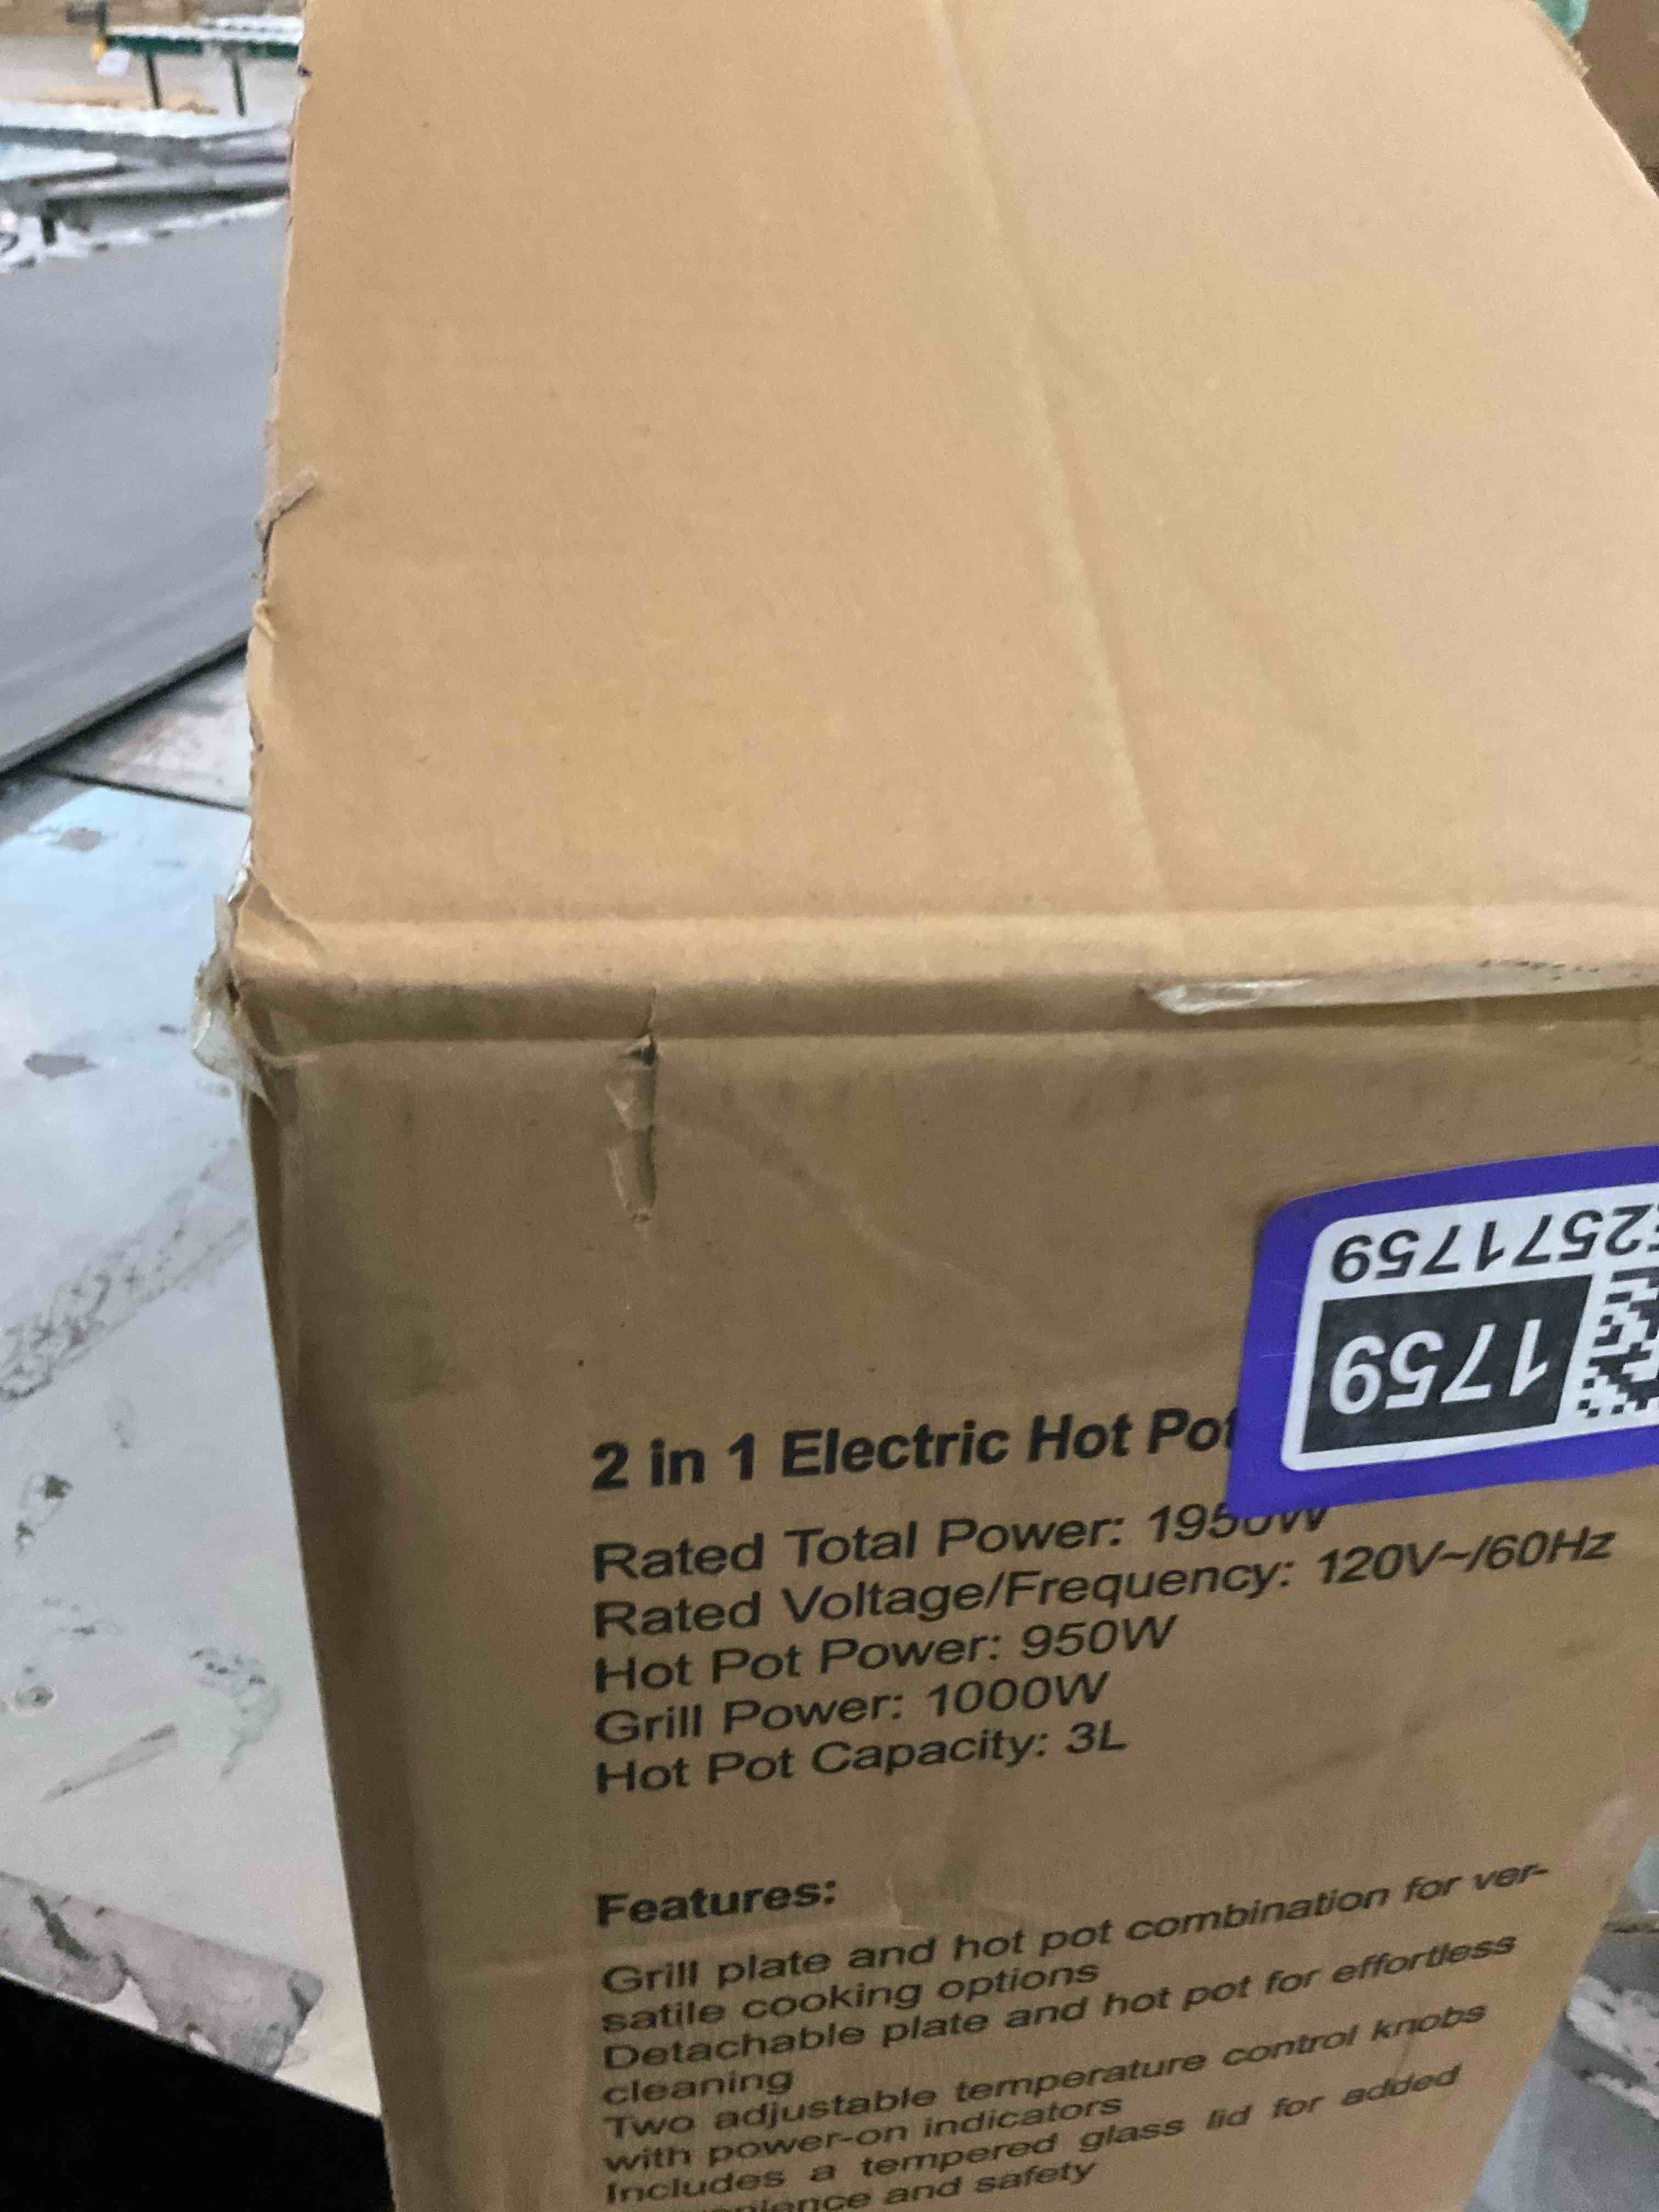 2571759
1759
2 in 1 Electric Hot Pot
Rated Total Power: 1950W
Rated Voltage/Frequency: 120V~/60Hz
Hot Pot Power: 950W
Grill Power: 1000W
Hot Pot Capacity: 3L
Features:
Grill plate and hot pot combination for ver-
satile cooking options
Detachable plate and hot pot for effortless
cleaning
Two adjustable temperature control knobs
with power-on indicators
Includes a tempered glass lid for added
and safety